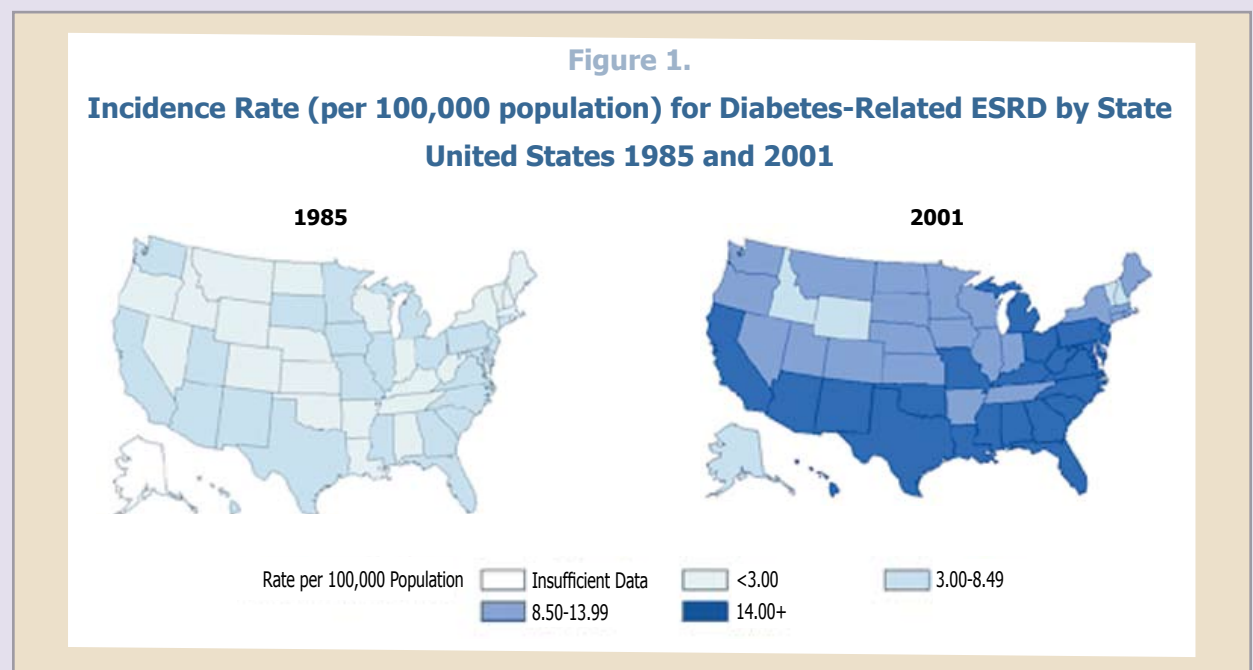 Figure 1.
Incidence Rate (per 100,000 population) for Diabetes-Related ESRD by State
United States 1985 and 2001
1985 2001
Rate per 100,000 Population Insufficient Data <3.00 3.00-8.49
8.50-13.99 14.00+